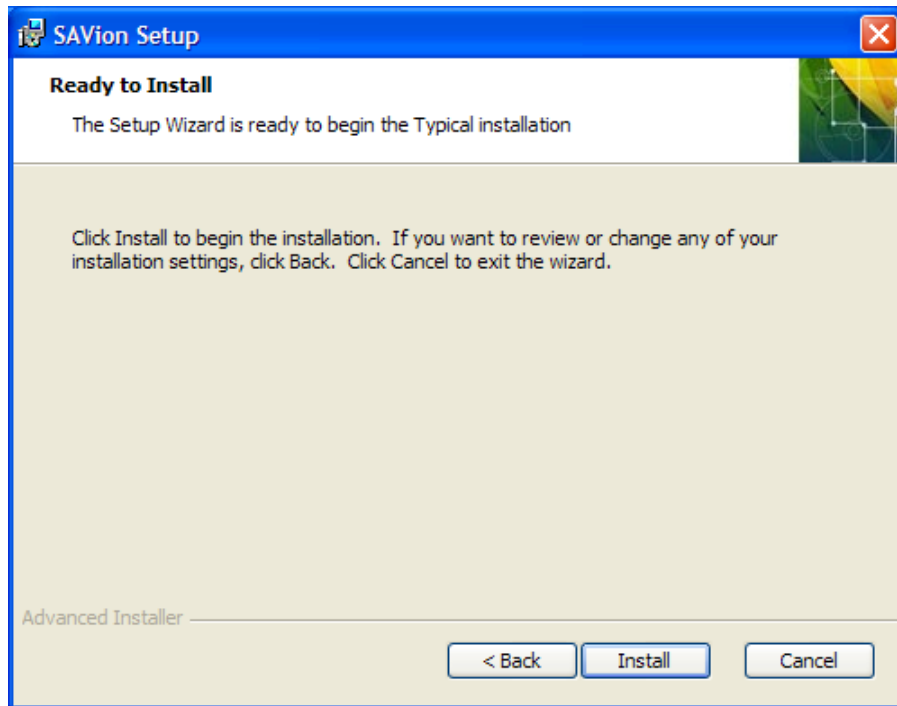 SAVion Setup
Ready to Install
The Setup Wizard is ready to begin the Typical installation
Click Install to begin the installation.  If you want to review or change any of your
installation settings, click Back.  Click Cancel to exit the wizard.
Advanced Installer
< Back Install Cancel